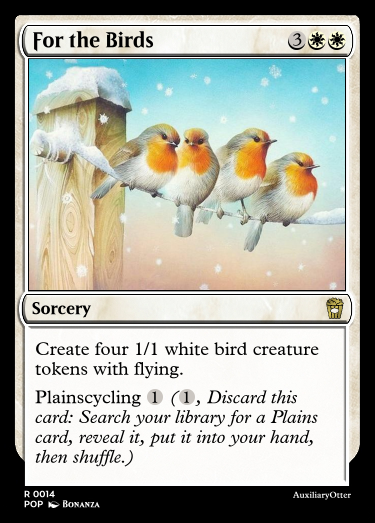 For the Birds 3
Sorcery
Create four 1/1 white bird creature
tokens with flying.
Plainscycling 1 (1, Discard this
card: Search your library for a Plains
card, reveal it, put it into your hand,
then shuffle.)
R 0014
POP Bonanza
AuxiliaryOtter